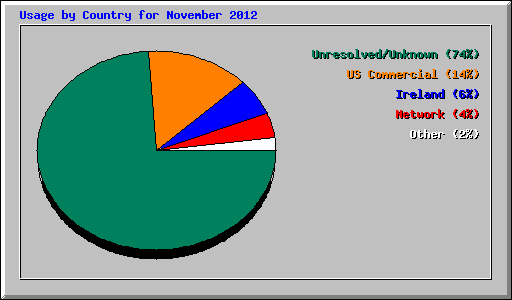 Usage by Country for November 2012
Unresolved/Unknown (74%)
US Commercial (14%)
Ireland (6%)
Network (4%)
Other (2%)